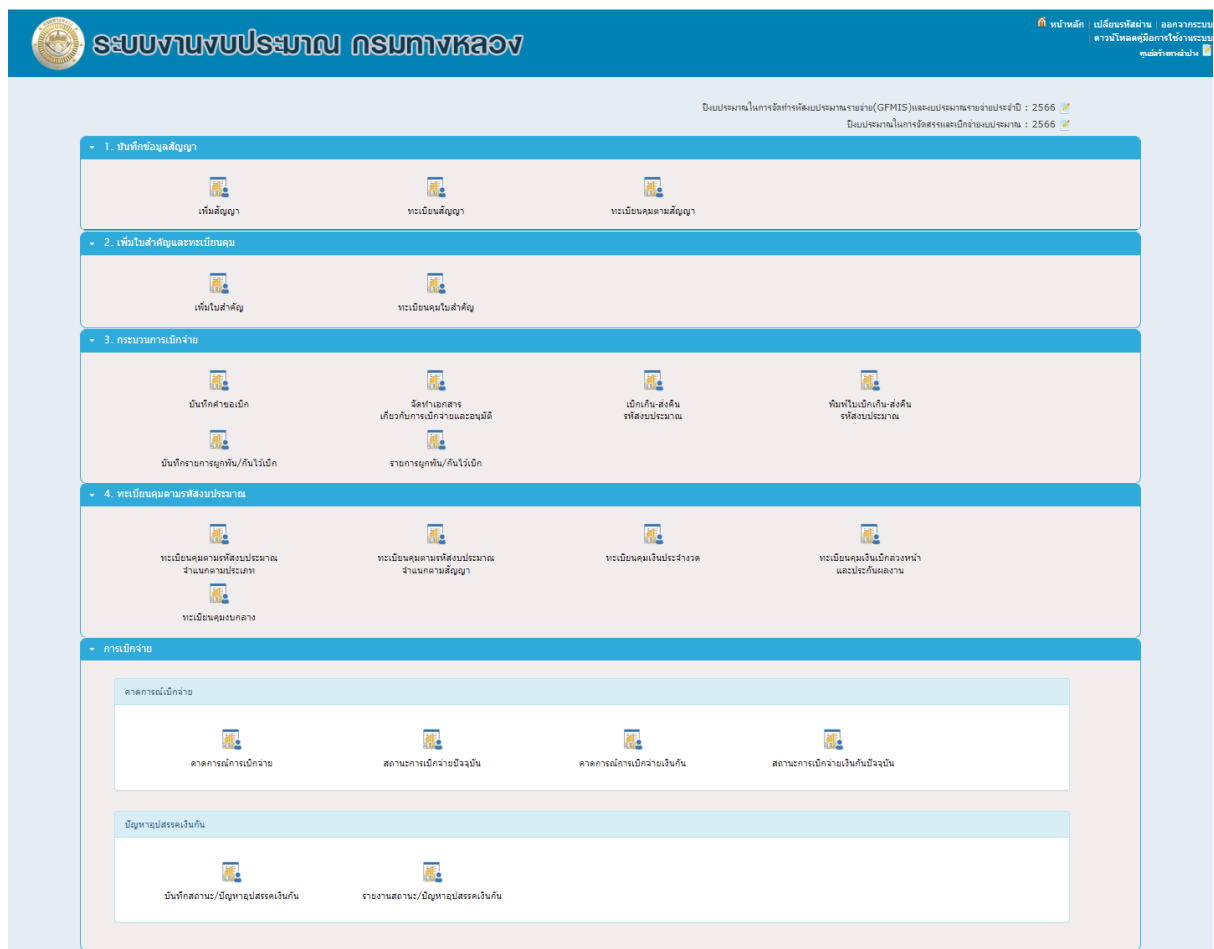 ระบบงานงบประมาณ กรมทางหลวง
หน้าหลัก | เปลี่ยนรหัสผ่าน | ออกจากระบบ
| ดาวน์โหลดคู่มือการใช้งานระบบ
ศูนย์สร้างทางลำปาง
ปีงบประมาณในการจัดทำรหัสงบประมาณรายจ่าย(GFMIS)และงบประมาณรายจ่ายประจำปี : 2566
ปีงบประมาณในการจัดสรรและเบิกจ่ายงบประมาณ : 2566
1. บันทึกข้อมูลสัญญา
เพิ่มสัญญา
ทะเบียนสัญญา
ทะเบียนคุมตามสัญญา
2. เพิ่มใบสำคัญและทะเบียนคุม
เพิ่มใบสำคัญ
ทะเบียนคุมใบสำคัญ
3. กระบวนการเบิกจ่าย
บันทึกคำขอเบิก
จัดทำเอกสาร
เกี่ยวกับการเบิกจ่ายและอนุมัติ
เบิกเกิน-ส่งคืน
รหัสงบประมาณ
พิมพ์ใบเบิกเกิน-ส่งคืน
รหัสงบประมาณ
บันทึกรายการผูกพัน/กันไว้เบิก
รายการผูกพัน/กันไว้เบิก
4. ทะเบียนคุมตามรหัสงบประมาณ
ทะเบียนคุมตามรหัสงบประมาณ
จำแนกตามประเภท
ทะเบียนคุมตามรหัสงบประมาณ
จำแนกตามสัญญา
ทะเบียนคุมเงินประจำงวด
ทะเบียนคุมเงินเบิกล่วงหน้า
และประกันผลงาน
ทะเบียนคุมงบกลาง
การเบิกจ่าย
คาดการณ์เบิกจ่าย
คาดการณ์การเบิกจ่าย
สถานะการเบิกจ่ายปัจจุบัน
คาดการณ์การเบิกจ่ายเงินกัน
สถานะการเบิกจ่ายเงินกันปัจจุบัน
ปัญหาอุปสรรคเงินกัน
บันทึกสถานะ/ปัญหาอุปสรรคเงินกัน
รายงานสถานะ/ปัญหาอุปสรรคเงินกัน